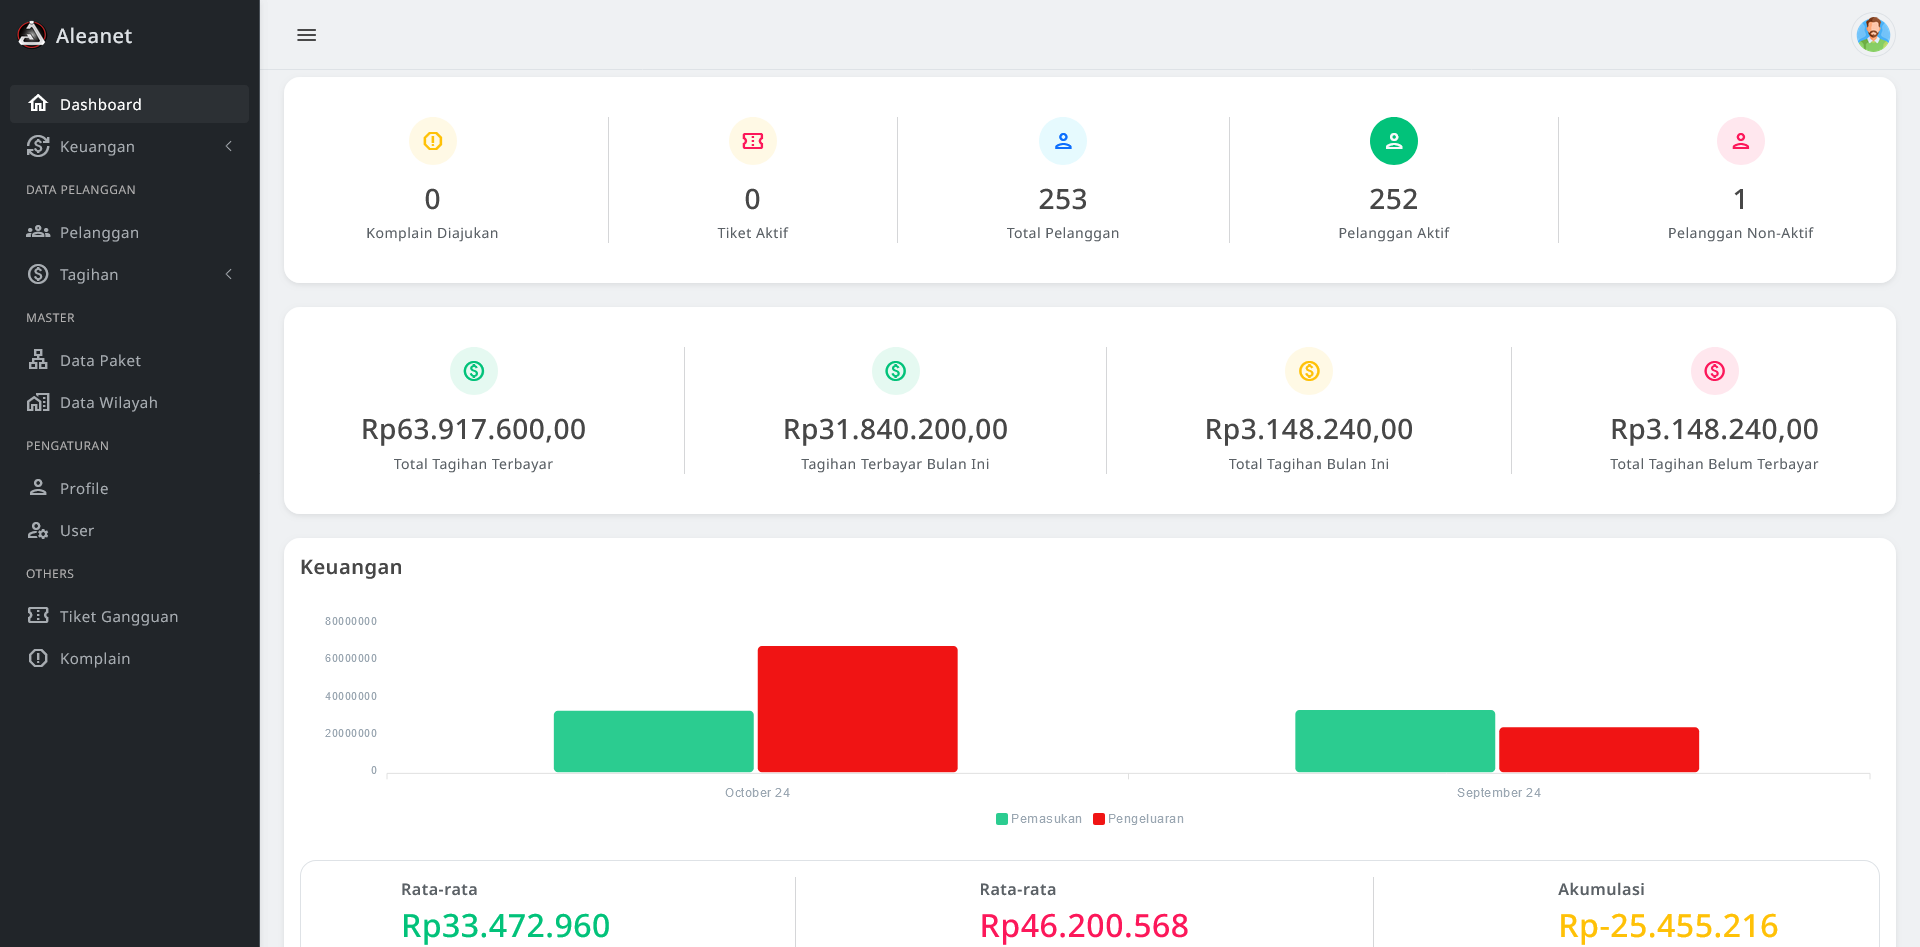 Aleanet
Dashboard
Keuangan
DATA PELANGGAN
Pelanggan
Tagihan
MASTER
Data Paket
Data Wilayah
PENGATURAN
Profile
User
OTHERS
Tiket Gangguan
Komplain
0
Komplain Diajukan
0
Tiket Aktif
253
Total Pelanggan
252
Pelanggan Aktif
1
Pelanggan Non-Aktif
Rp63.917.600,00
Total Tagihan Terbayar
Rp31.840.200,00
Tagihan Terbayar Bulan Ini
Rp3.148.240,00
Total Tagihan Bulan Ini
Rp3.148.240,00
Total Tagihan Belum Terbayar
Keuangan
80000000
60000000
40000000
20000000
0
October 24
September 24
Pemasukan
Pengeluaran
Rata-rata
Rp33.472.960
Rata-rata
Rp46.200.568
Akumulasi
Rp-25.455.216